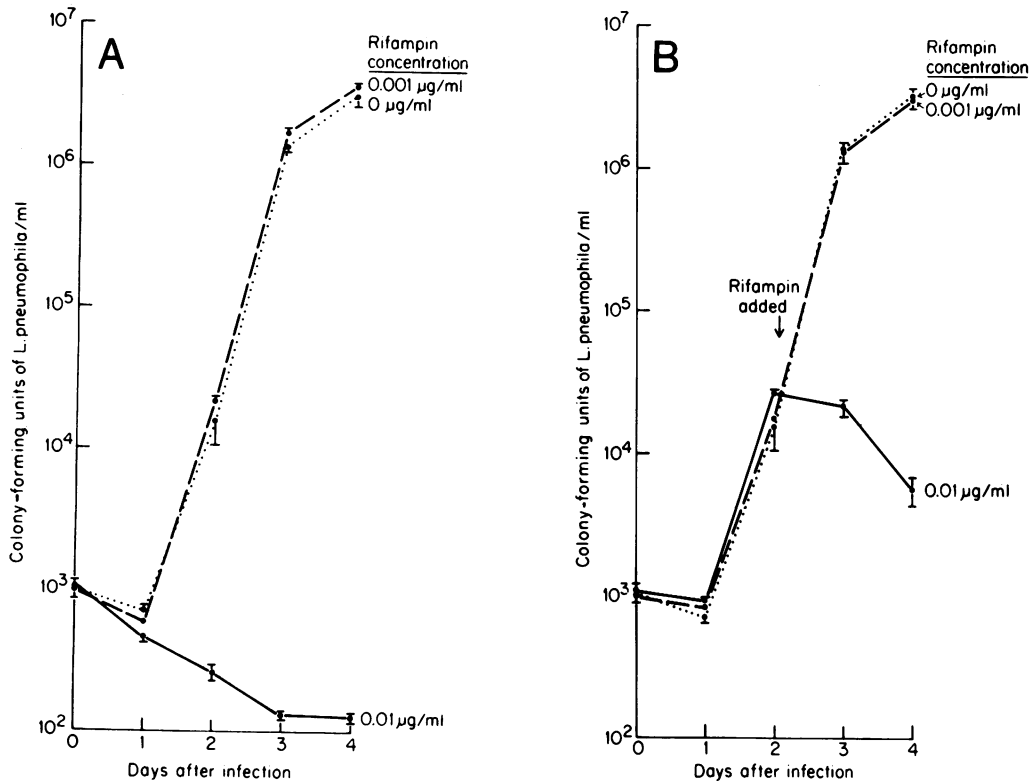 A
Rifampin
concentration
0.001 µg/ml
0 µg/ml
10⁷
10⁶
10⁵
10⁴
10³
10²
Colony-forming units of L.pneumophila/ml
0.01 µg/ml
0 1 2 3 4
Days after infection
B
Rifampin
concentration
0 µg/ml
0.001 µg/ml
10⁷
10⁶
10⁵
10⁴
10³
10²
Colony-forming units of L.pneumophila/ml
Rifampin
added
0.01 µg/ml
0 1 2 3 4
Days after infection